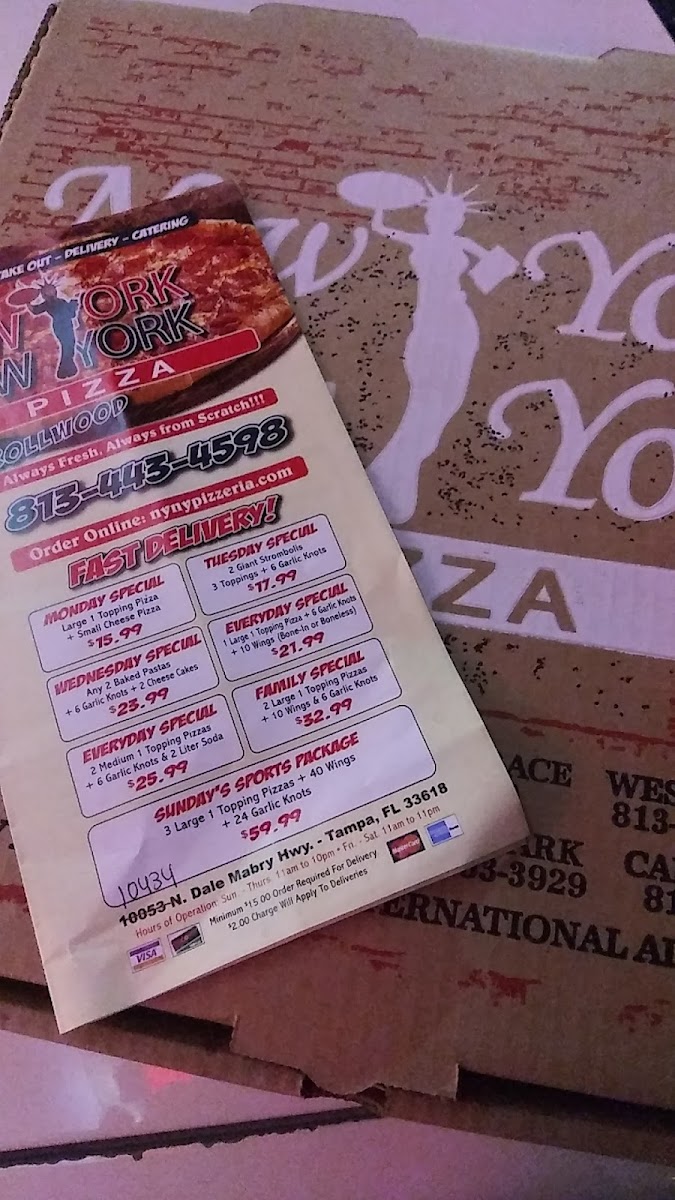 TAKE OUT - DELIVERY - CATERING
YORK
YORK
PIZZA
Always Fresh, Always from Scratch!!!
813-443-4598
Order Online: nynypizzeria.com
FAST DELIVERY!
MONDAY SPECIAL
Large 1 Topping Pizza
+ Small Cheese Pizza
$15.99
TUESDAY SPECIAL
2 Giant Strombolis
3 Toppings + 6 Garlic Knots
$17.99
WEDNESDAY SPECIAL
Any 2 Baked Pastas
+ 6 Garlic Knots + 2 Cheese Cakes
$23.99
EVERYDAY SPECIAL
1 Large 1 Topping Pizza + 6 Garlic Knots
+ 10 Wings (Bone-In or Boneless)
$21.99
EVERYDAY SPECIAL
2 Medium 1 Topping Pizzas
+ 6 Garlic Knots & 2 Liter Soda
$25.99
FAMILY SPECIAL
2 Large 1 Topping Pizzas
+ 10 Wings & 6 Garlic Knots
$32.99
SUNDAY'S SPORTS PACKAGE
3 Large 1 Topping Pizzas + 40 Wings
+ 24 Garlic Knots
$59.99
10434
10053 N. Dale Mabry Hwy. - Tampa, FL 33618
Hours of Operation: Sun - Thurs. 11am to 10pm • Fri. - Sat. 11am to 11pm
Minimum $15.00 Order Required For Delivery
$2.00 Charge Will Apply To Deliveries
VISA
MasterCard
New Yo
Yo
ZZA
ACE WES
813-
ARK CA
3-3929 81
ERNATIONAL